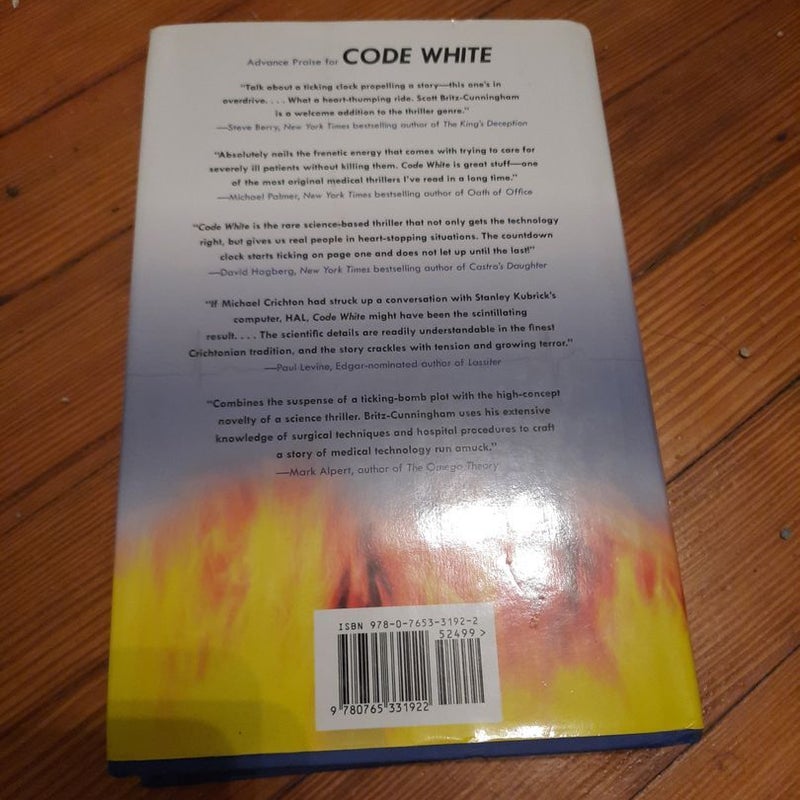 Advance Praise for CODE WHITE
"Talk about a ticking clock propelling a story—this one's in
overdrive. . . . What a heart-thumping ride. Scott Britz-Cunningham
is a welcome addition to the thriller genre."
—Steve Berry, New York Times bestselling author of The King's Deception
"Absolutely nails the frenetic energy that comes with trying to care for
severely ill patients without killing them. Code White is great stuff—one
of the most original medical thrillers I've read in a long time."
—Michael Palmer, New York Times bestselling author of Oath of Office
"Code White is the rare science-based thriller that not only gets the technology
right, but gives us real people in heart-stopping situations. The countdown
clock starts ticking on page one and does not let up until the last!"
—David Hagberg, New York Times bestselling author of Castro's Daughter
"If Michael Crichton had struck up a conversation with Stanley Kubrick's
computer, HAL, Code White might have been the scintillating
result. . . . The scientific details are readily understandable in the finest
Crichtonian tradition, and the story crackles with tension and growing terror."
—Paul Levine, Edgar-nominated author of Lassiter
"Combines the suspense of a ticking-bomb plot with the high-concept
novelty of a science thriller. Britz-Cunningham uses his extensive
knowledge of surgical techniques and hospital procedures to craft
a story of medical technology run amuck."
—Mark Alpert, author of The Omega Theory
ISBN 978-0-7653-3192-2
52499 >
9 780765 331922